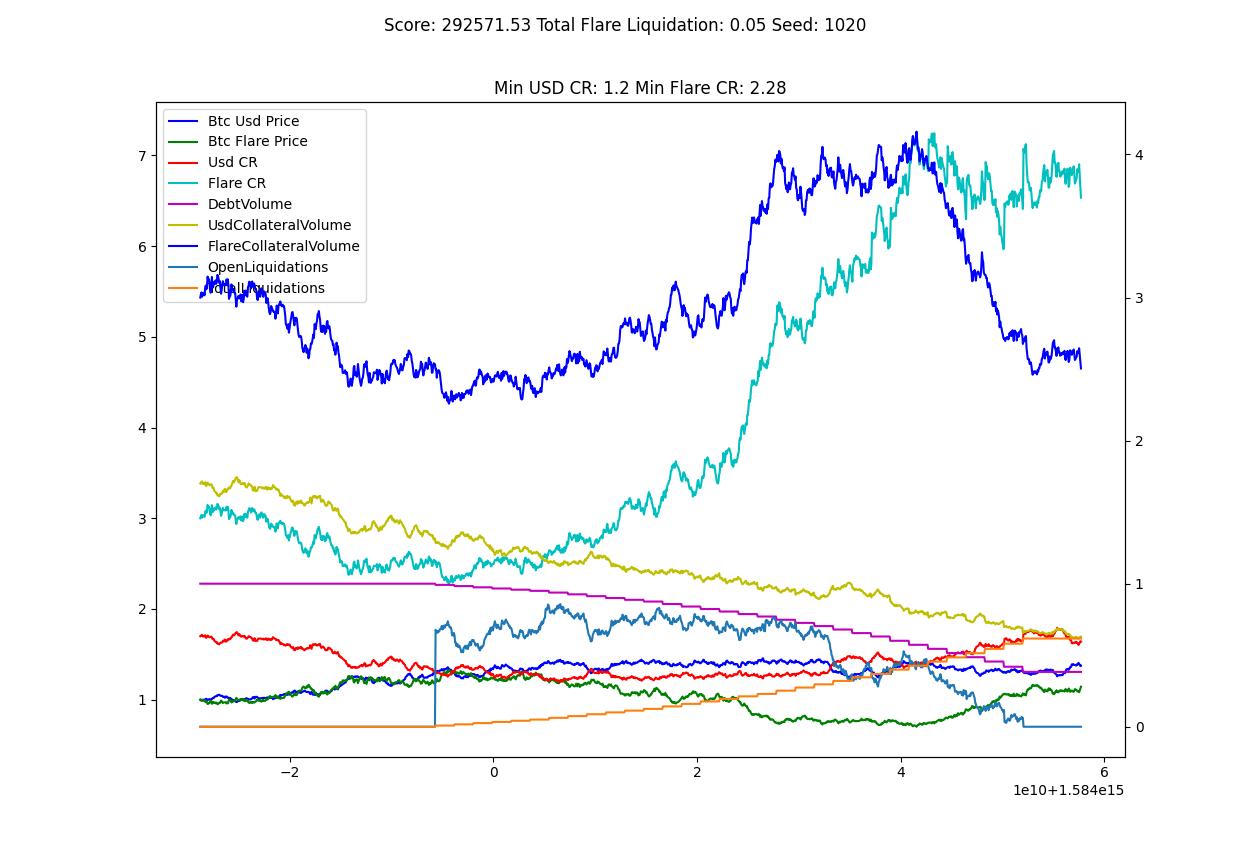 Score: 292571.53 Total Flare Liquidation: 0.05 Seed: 1020
Min USD CR: 1.2 Min Flare CR: 2.28
Btc Usd Price
Btc Flare Price
Usd CR
Flare CR
DebtVolume
UsdCollateralVolume
FlareCollateralVolume
OpenLiquidations
TotalLiquidations
7
6
5
4
3
2
1
4
3
2
1
0
−2
0
2
4
6
1e10+1.584e15